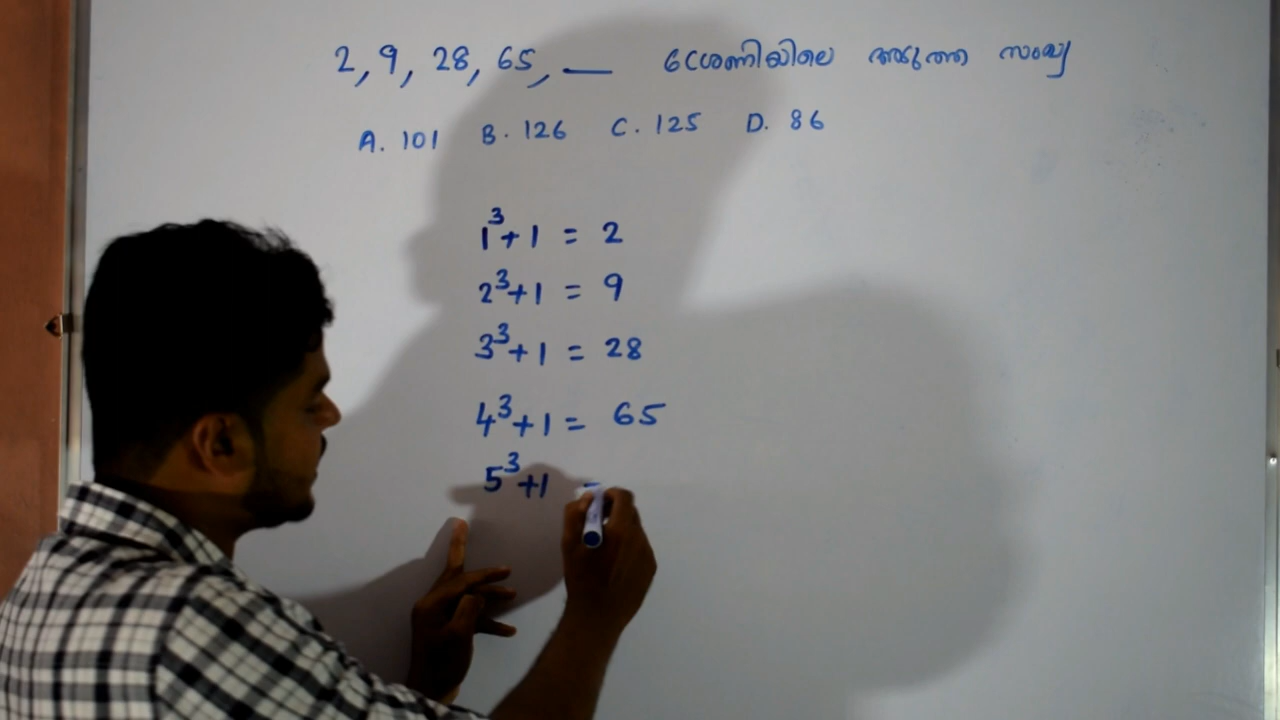 2, 9, 28, 65, __ ശ്രേണിയിലെ അടുത്ത സംഖ്യ
A. 101 B. 126 C. 125 D. 86
1³+1 = 2
2³+1 = 9
3³+1 = 28
4³+1 = 65
5³+1 =